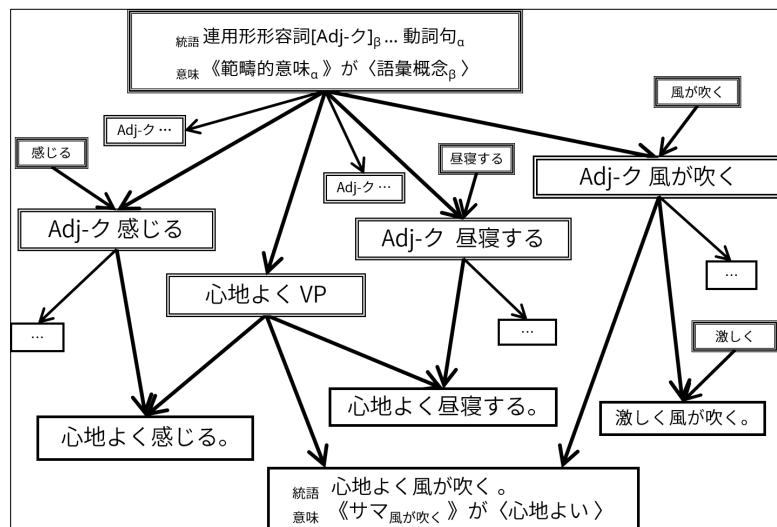 統語 連用形形容詞[Adj-ク]β … 動詞句α
意味 《範疇的意味α 》が〈語彙概念β 〉
風が吹く
Adj-ク …
感じる
昼寝する
Adj-ク …
Adj-ク 風が吹く
Adj-ク 感じる
Adj-ク 昼寝する
…
心地よく VP
…
…
激しく
心地よく感じる。
心地よく昼寝する。
激しく風が吹く。
統語 心地よく風が吹く 。
意味 《サマ風が吹く 》が〈心地よい 〉